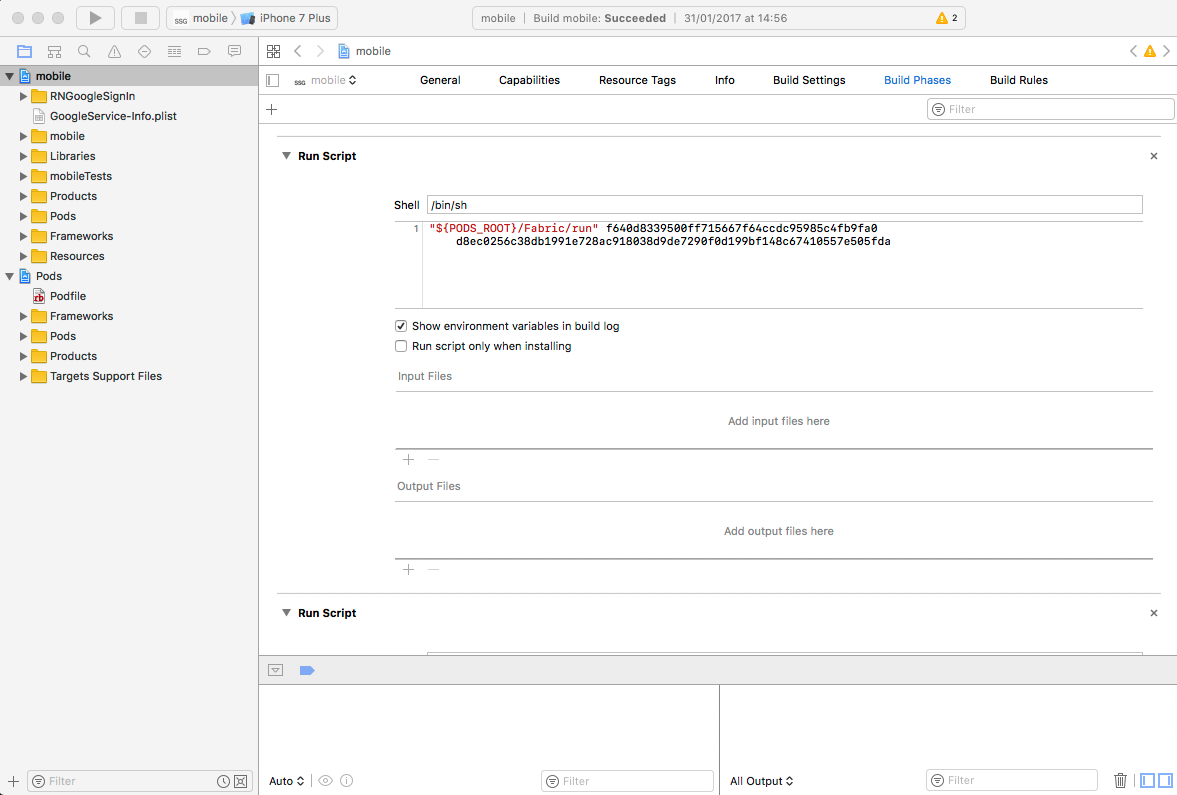 SSG mobile iPhone 7 Plus
mobile | Build mobile: Succeeded | 31/01/2017 at 14:56
2
mobile
SSG mobile
General
Capabilities
Resource Tags
Info
Build Settings
Build Phases
Build Rules
Filter
mobile
RNGoogleSignIn
GoogleService-Info.plist
mobile
Libraries
mobileTests
Products
Pods
Frameworks
Resources
Pods
rb Podfile
Frameworks
Pods
Products
Targets Support Files
Filter
Run Script
Shell /bin/sh
1 "${PODS_ROOT}/Fabric/run" f640d8339500ff715667f64ccdc95985c4fb9fa0
d8ec0256c38db1991e728ac918038d9de7290f0d199bf148c67410557e505fda
Show environment variables in build log
Run script only when installing
Input Files
Add input files here
Output Files
Add output files here
Run Script
Auto
Filter
All Output
Filter